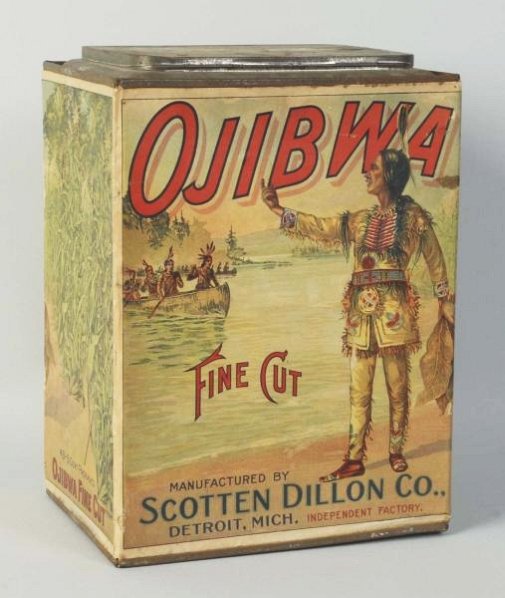 OJIBWA
FINE CUT
MANUFACTURED BY
SCOTTEN DILLON CO.,
DETROIT, MICH. INDEPENDENT FACTORY.
OJIBWA FINE CUT